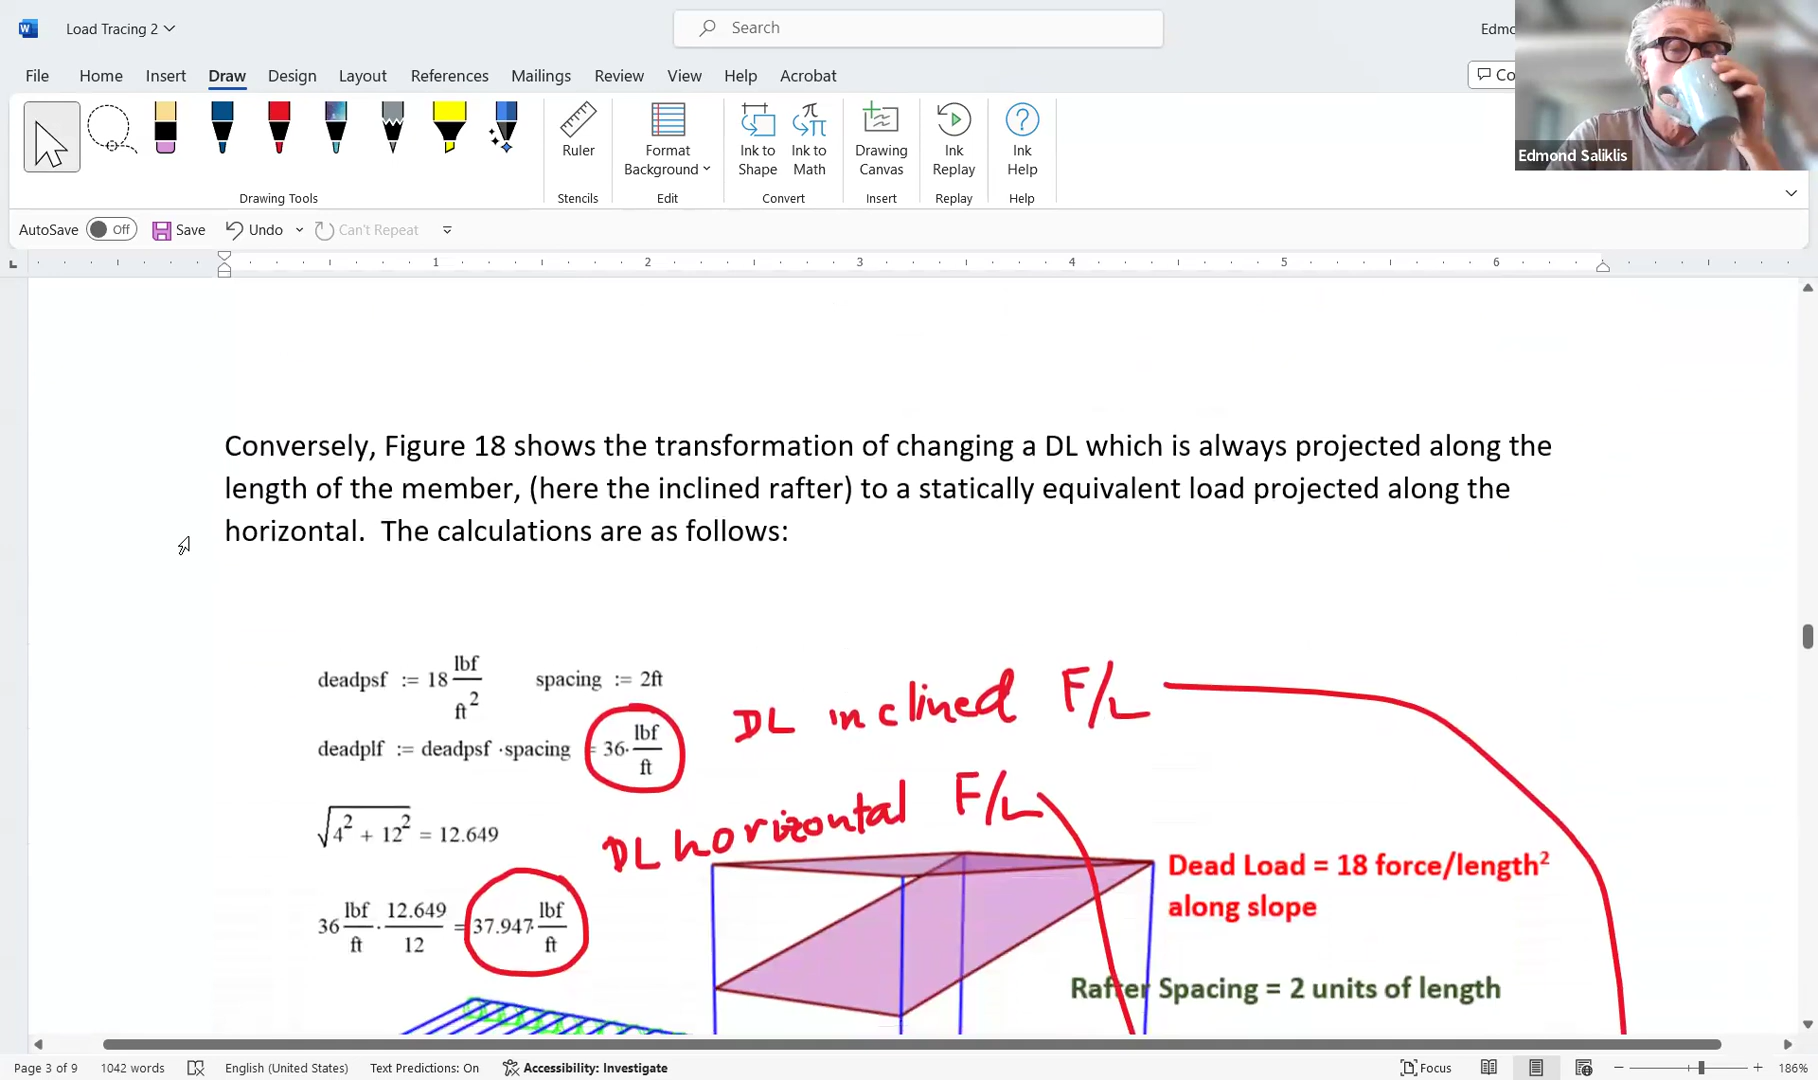 Load Tracing 2
Search
Edmo
File Home Insert Draw Design Layout References Mailings Review View Help Acrobat
Co
Edmond Saliklis
Ruler
Format Background
Ink to Shape
Ink to Math
Drawing Canvas
Ink Replay
Ink Help
Drawing Tools Stencils Edit Convert Insert Replay Help
AutoSave Off Save Undo Can't Repeat
1 2 3 4 5 6
Conversely, Figure 18 shows the transformation of changing a DL which is always projected along the
length of the member, (here the inclined rafter) to a statically equivalent load projected along the
horizontal. The calculations are as follows:
deadpsf := 18 lbf/ft² spacing := 2ft
DL inclined F/L
deadplf := deadpsf · spacing = 36· lbf/ft
DL horizontal F/L
√4² + 12² = 12.649
Dead Load = 18 force/length²
along slope
36 lbf/ft · 12.649/12 = 37.947· lbf/ft
Rafter Spacing = 2 units of length
Page 3 of 9 1042 words English (United States) Text Predictions: On Accessibility: Investigate Focus 186%